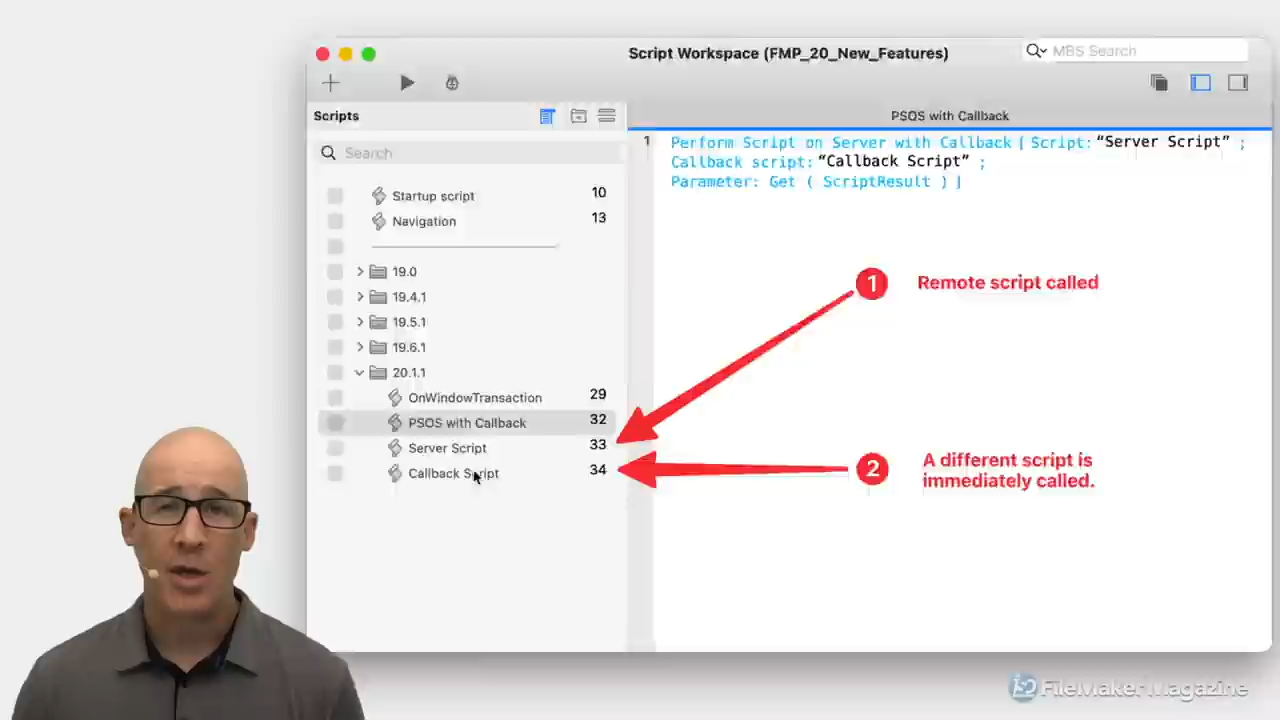 Script Workspace (FMP_20_New_Features)
MBS Search
Scripts
PSOS with Callback
Search
1 Perform Script on Server with Callback [ Script: “Server Script” ;
Callback script: “Callback Script” ;
Parameter: Get ( ScriptResult ) ]
Startup script 10
Navigation 13
19.0
19.4.1
19.5.1
19.6.1
20.1.1
OnWindowTransaction 29
PSOS with Callback 32
Server Script 33
Callback Script 34
1 Remote script called
2 A different script is
immediately called.
FileMaker Magazine